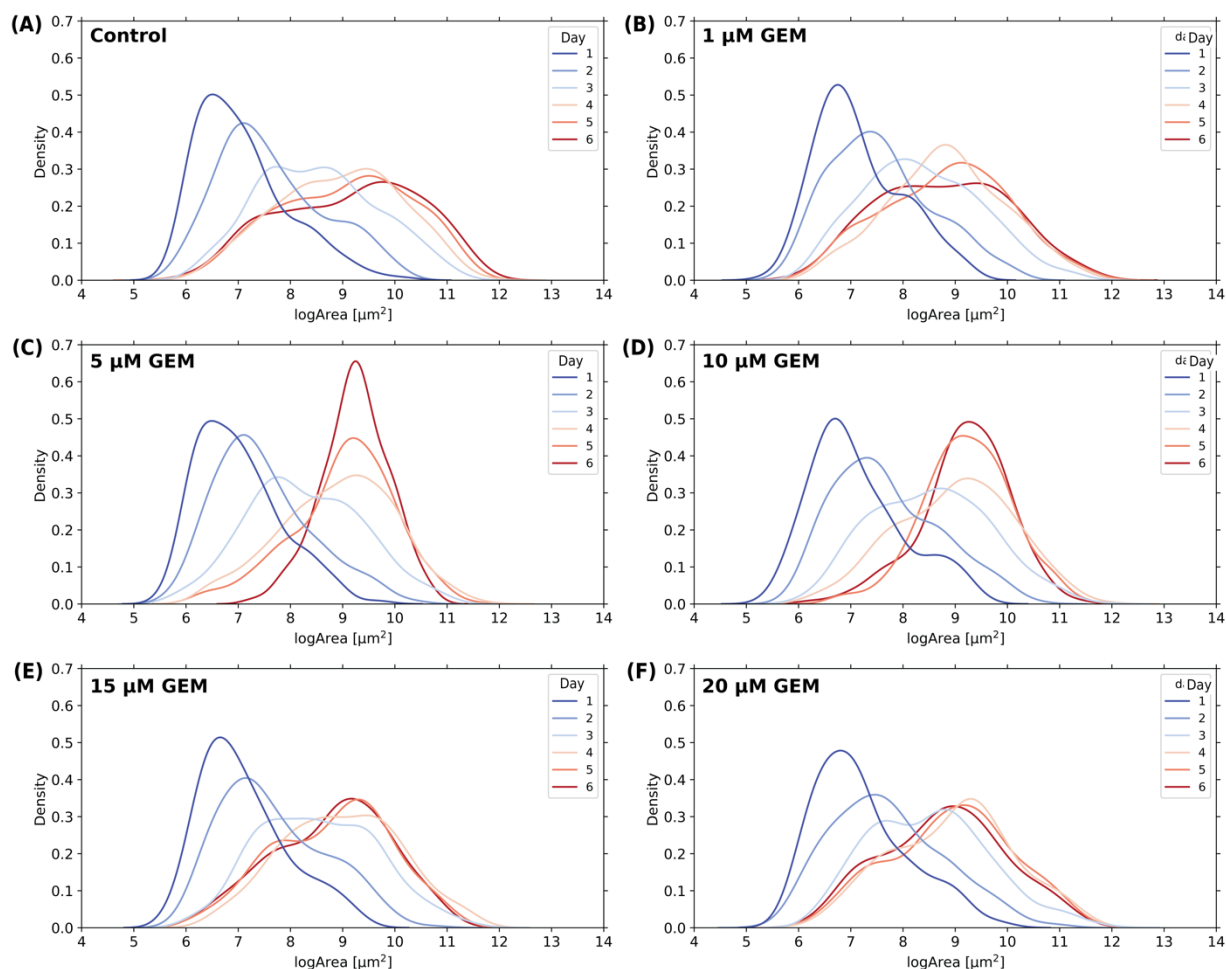 (A)
Control
Day
1
2
3
4
5
6
0.7
0.6
0.5
0.4
0.3
0.2
0.1
0.0
Density
4 5 6 7 8 9 10 11 12 13 14
logArea [μm²]
(B)
1 μM GEM
daDay
1
2
3
4
5
6
0.7
0.6
0.5
0.4
0.3
0.2
0.1
0.0
Density
4 5 6 7 8 9 10 11 12 13 14
logArea [μm²]
(C)
5 μM GEM
Day
1
2
3
4
5
6
0.7
0.6
0.5
0.4
0.3
0.2
0.1
0.0
Density
4 5 6 7 8 9 10 11 12 13 14
logArea [μm²]
(D)
10 μM GEM
daDay
1
2
3
4
5
6
0.7
0.6
0.5
0.4
0.3
0.2
0.1
0.0
Density
4 5 6 7 8 9 10 11 12 13 14
logArea [μm²]
(E)
15 μM GEM
Day
1
2
3
4
5
6
0.7
0.6
0.5
0.4
0.3
0.2
0.1
0.0
Density
4 5 6 7 8 9 10 11 12 13 14
logArea [μm²]
(F)
20 μM GEM
daDay
1
2
3
4
5
6
0.7
0.6
0.5
0.4
0.3
0.2
0.1
0.0
Density
4 5 6 7 8 9 10 11 12 13 14
logArea [μm²]